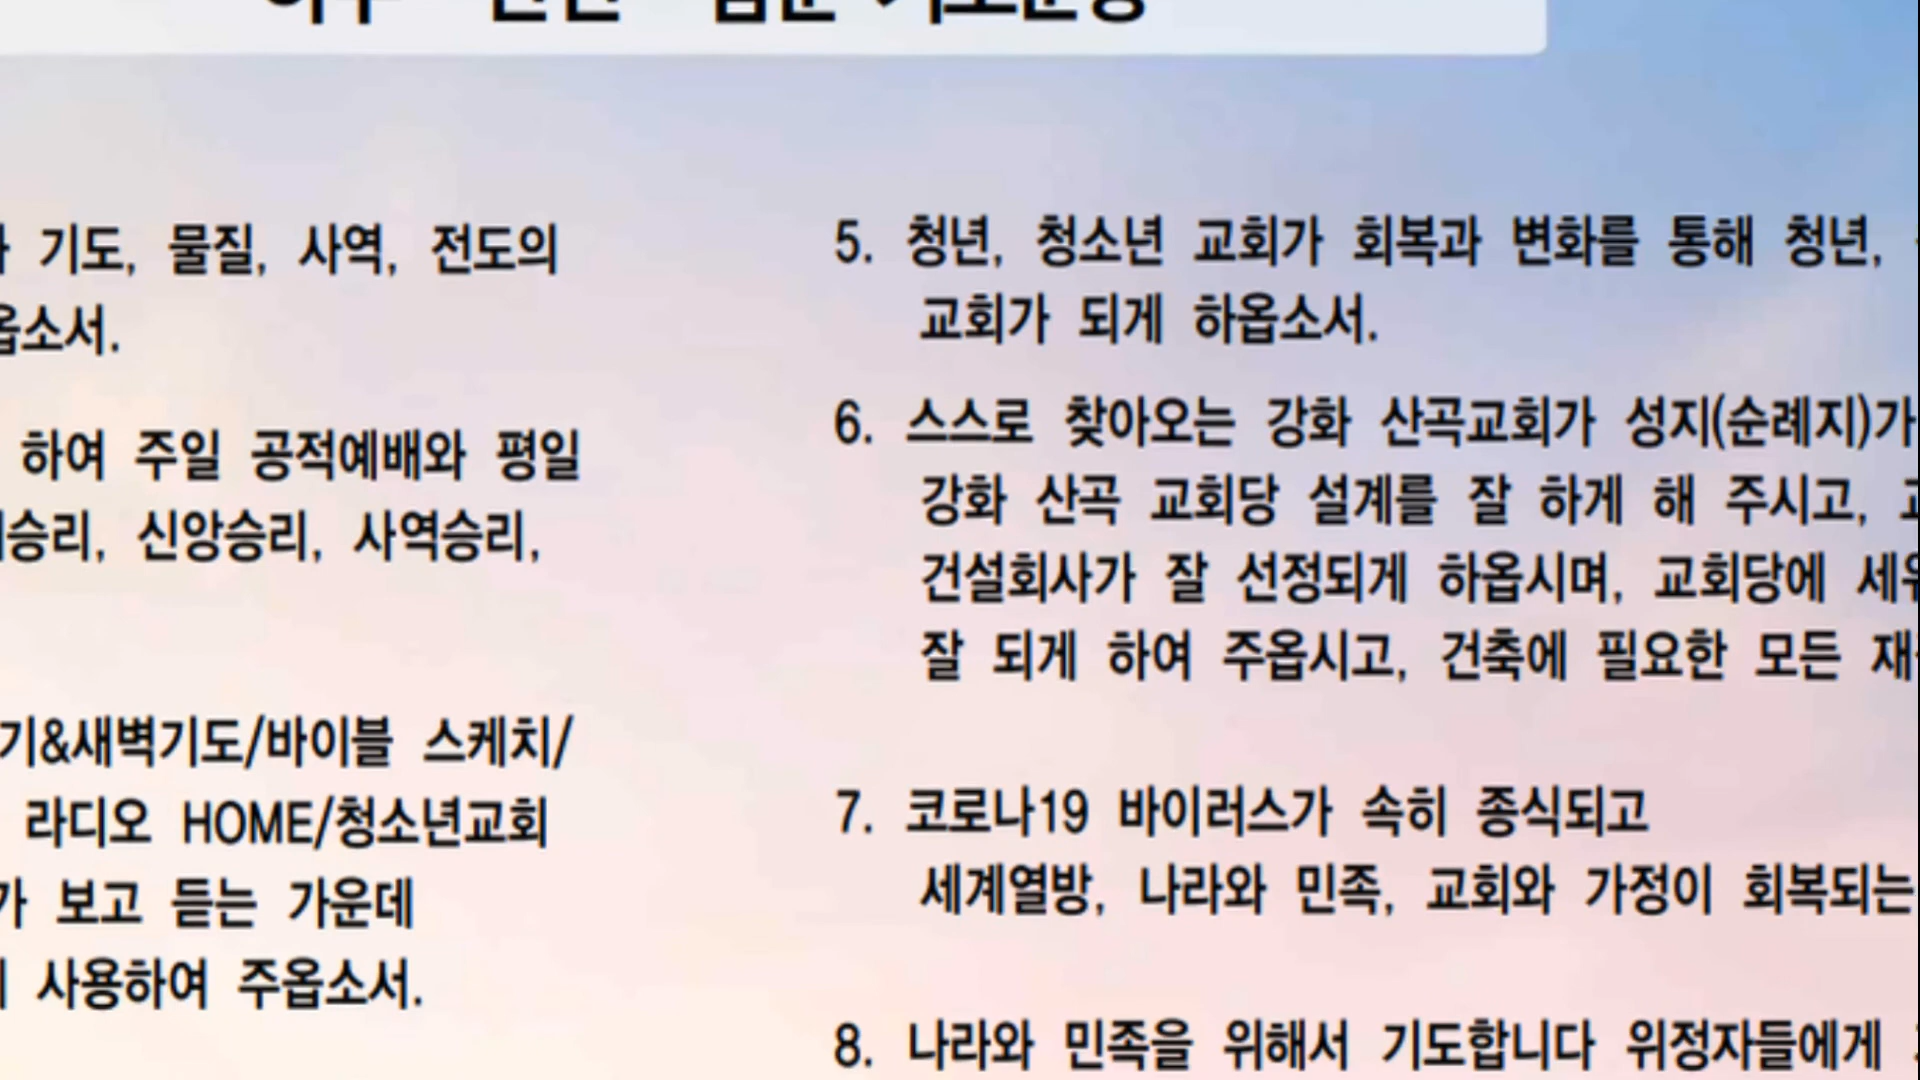 기도, 물질, 사역, 전도의
옵소서.
하여 주일 공적예배와 평일
승리, 신앙승리, 사역승리,
기&새벽기도/바이블 스케치/
라디오 HOME/청소년교회
가 보고 듣는 가운데
사용하여 주옵소서.
5. 청년, 청소년 교회가 회복과 변화를 통해 청년,
교회가 되게 하옵소서.
6. 스스로 찾아오는 강화 산곡교회가 성지(순례지)가
강화 산곡 교회당 설계를 잘 하게 해 주시고,
건설회사가 잘 선정되게 하옵시며, 교회당에 세
잘 되게 하여 주옵시고, 건축에 필요한 모든 재
7. 코로나19 바이러스가 속히 종식되고
세계열방, 나라와 민족, 교회와 가정이 회복되는
8. 나라와 민족을 위해서 기도합니다 위정자들에게